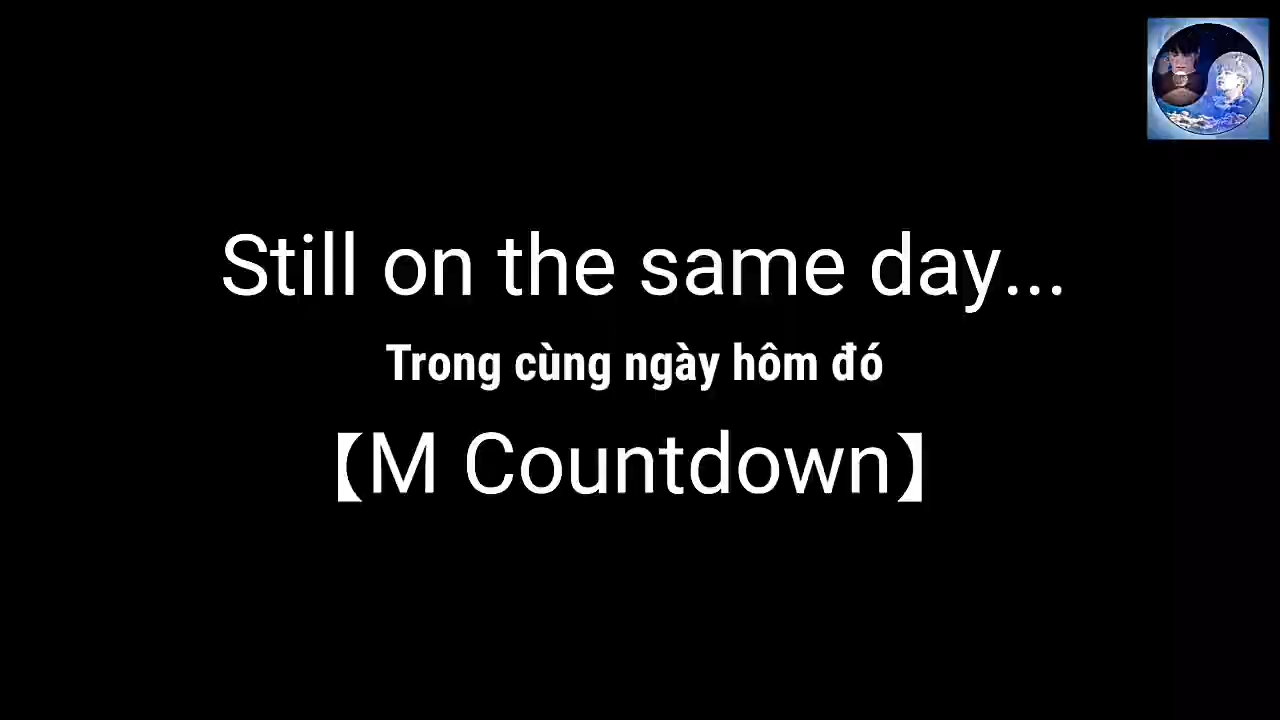 Still on the same day...
Trong cùng ngày hôm đó
【M Countdown】